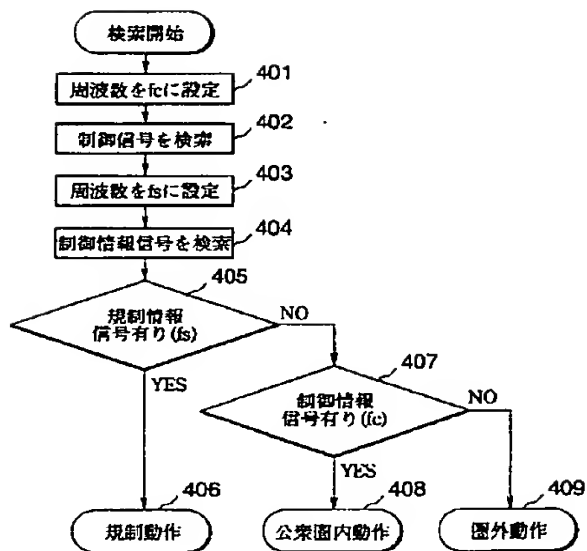 検索開始
401
周波数をfcに設定
402
制御信号を検索
403
周波数をfsに設定
404
制御情報信号を検索
405
規制情報
信号有り(fs)
NO
YES
407
制御情報
信号有り(fc)
NO
YES
406
規制動作
408
公衆圏内動作
409
圏外動作